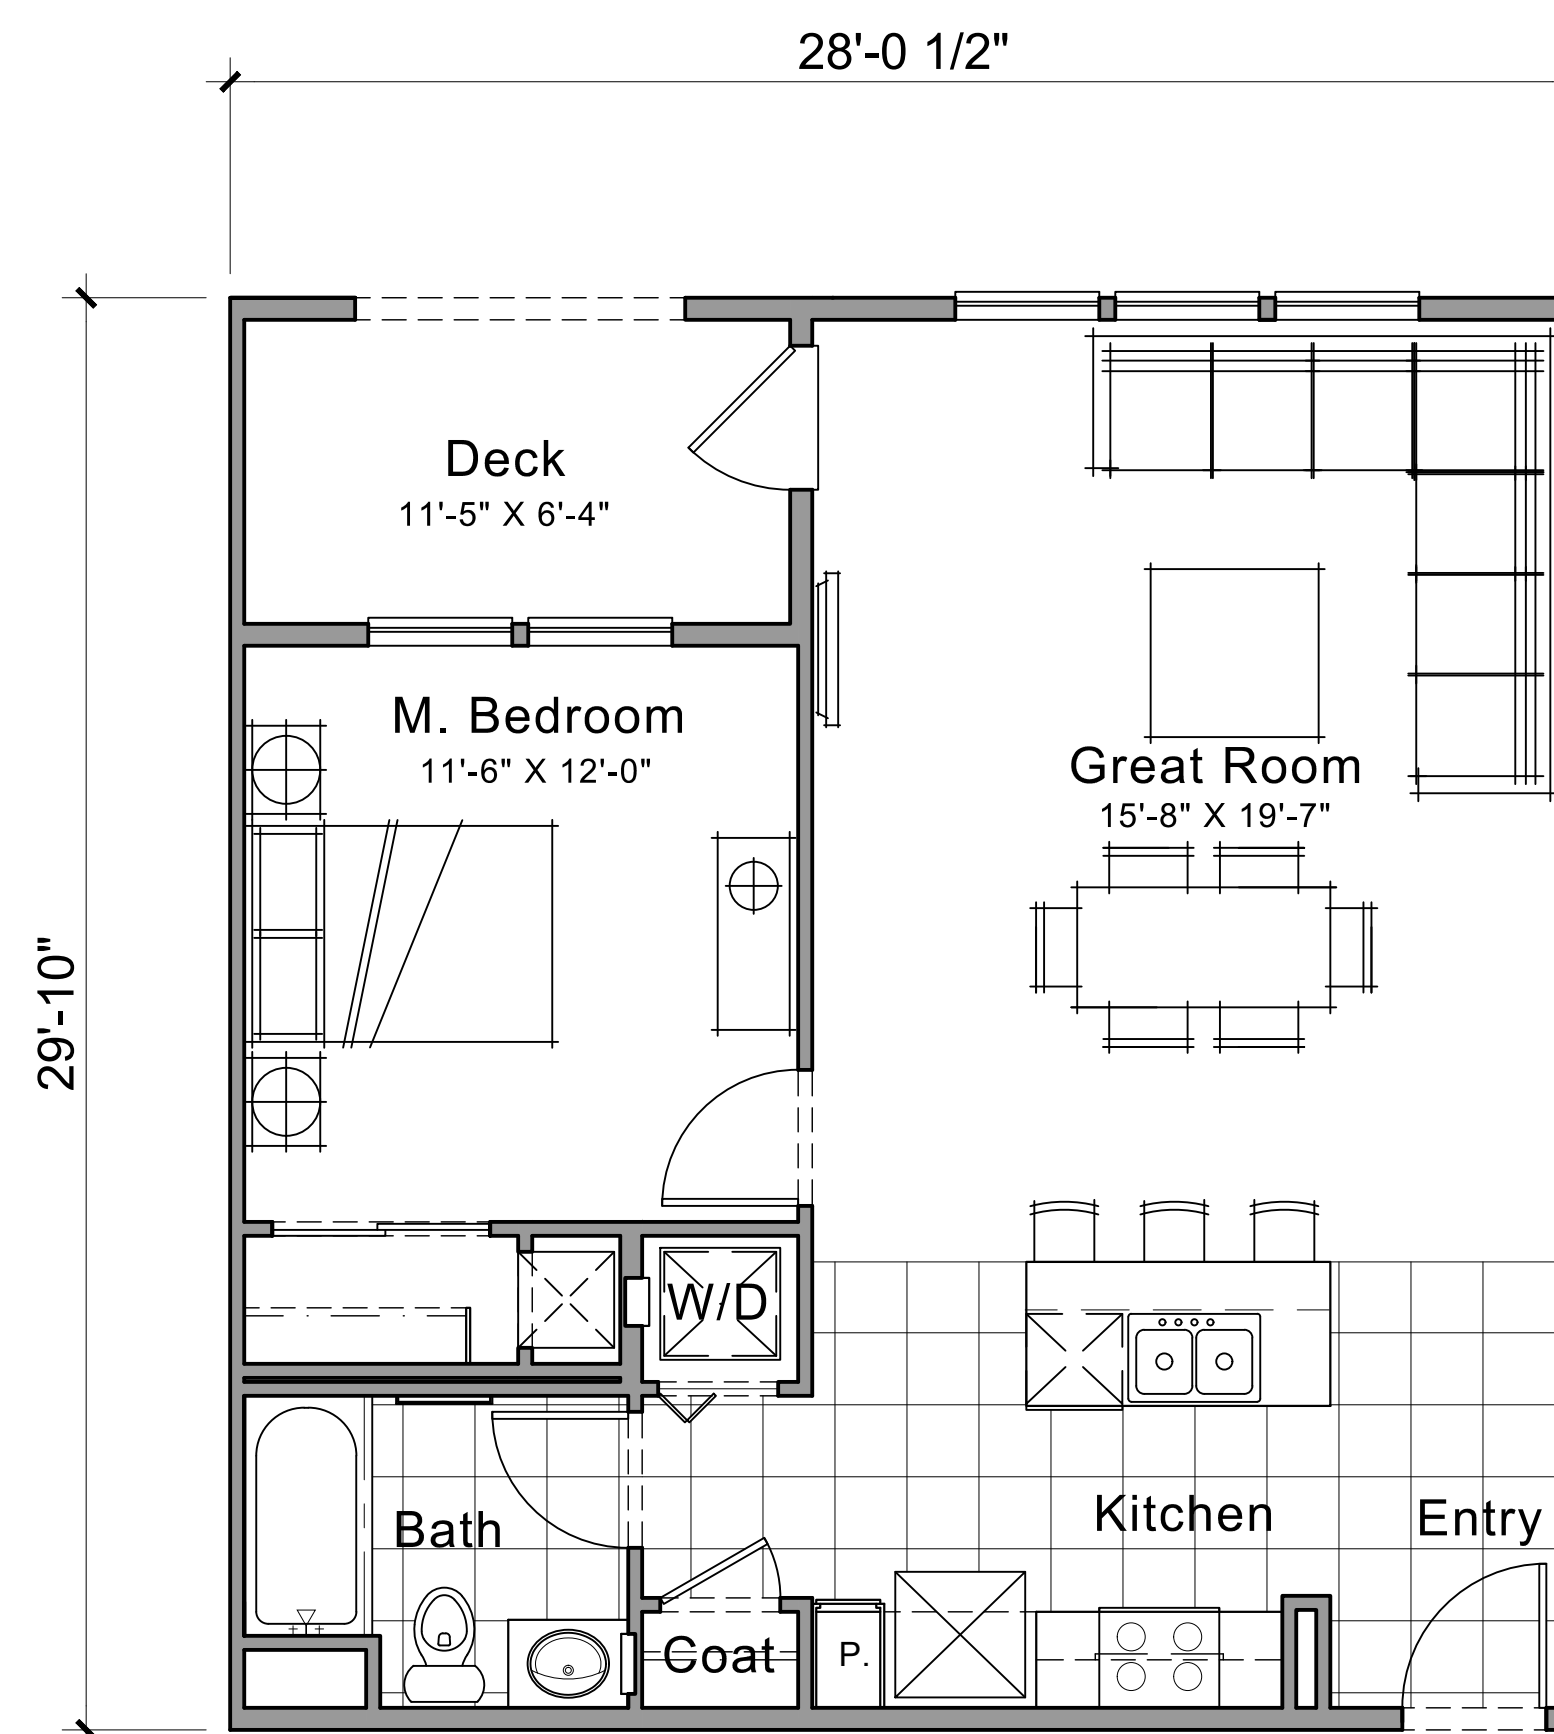 28'-0 1/2"
Deck
11'-5" X 6'-4"
M. Bedroom
11'-6" X 12'-0"
Great Room
15'-8" X 19'-7"
29'-10"
W/D
Kitchen
Entry
Bath
Coat
P.